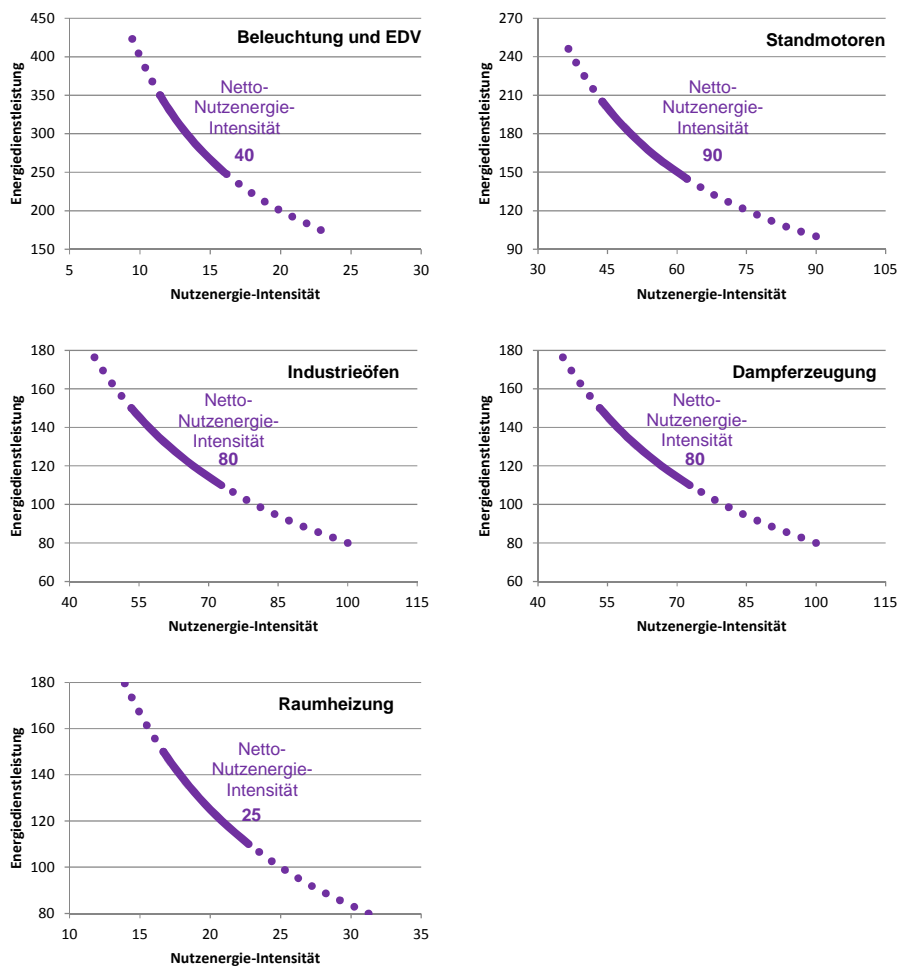 Beleuchtung und EDV
Energiedienstleistung
450
400
350
300
250
200
150
Netto-
Nutzenergie-
Intensität
40
5 10 15 20 25 30
Nutzenergie-Intensität
Standmotoren
Energiedienstleistung
270
240
210
180
150
120
90
Netto-
Nutzenergie-
Intensität
90
30 45 60 75 90 105
Nutzenergie-Intensität
Industrieöfen
Energiedienstleistung
180
160
140
120
100
80
60
Netto-
Nutzenergie-
Intensität
80
40 55 70 85 100 115
Nutzenergie-Intensität
Dampferzeugung
Energiedienstleistung
180
160
140
120
100
80
60
Netto-
Nutzenergie-
Intensität
80
40 55 70 85 100 115
Nutzenergie-Intensität
Raumheizung
Energiedienstleistung
180
160
140
120
100
80
Netto-
Nutzenergie-
Intensität
25
10 15 20 25 30 35
Nutzenergie-Intensität